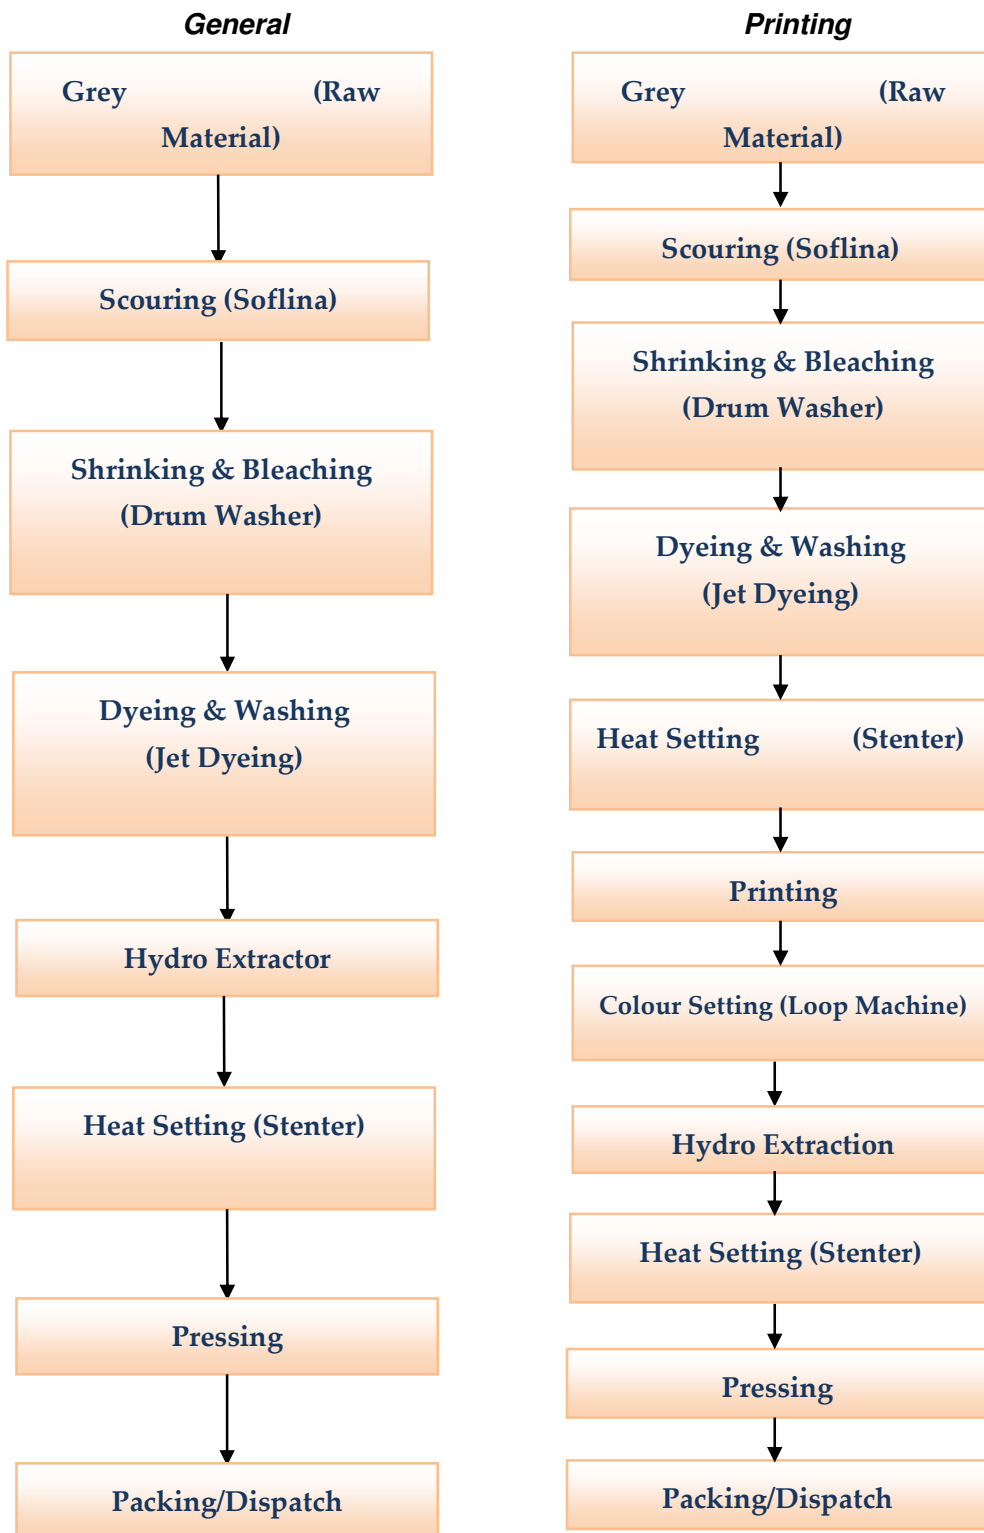 General
Grey (Raw
Material)
Scouring (Soflina)
Shrinking & Bleaching
(Drum Washer)
Dyeing & Washing
(Jet Dyeing)
Hydro Extractor
Heat Setting (Stenter)
Pressing
Packing/Dispatch
Printing
Grey (Raw
Material)
Scouring (Soflina)
Shrinking & Bleaching
(Drum Washer)
Dyeing & Washing
(Jet Dyeing)
Heat Setting (Stenter)
Printing
Colour Setting (Loop Machine)
Hydro Extraction
Heat Setting (Stenter)
Pressing
Packing/Dispatch